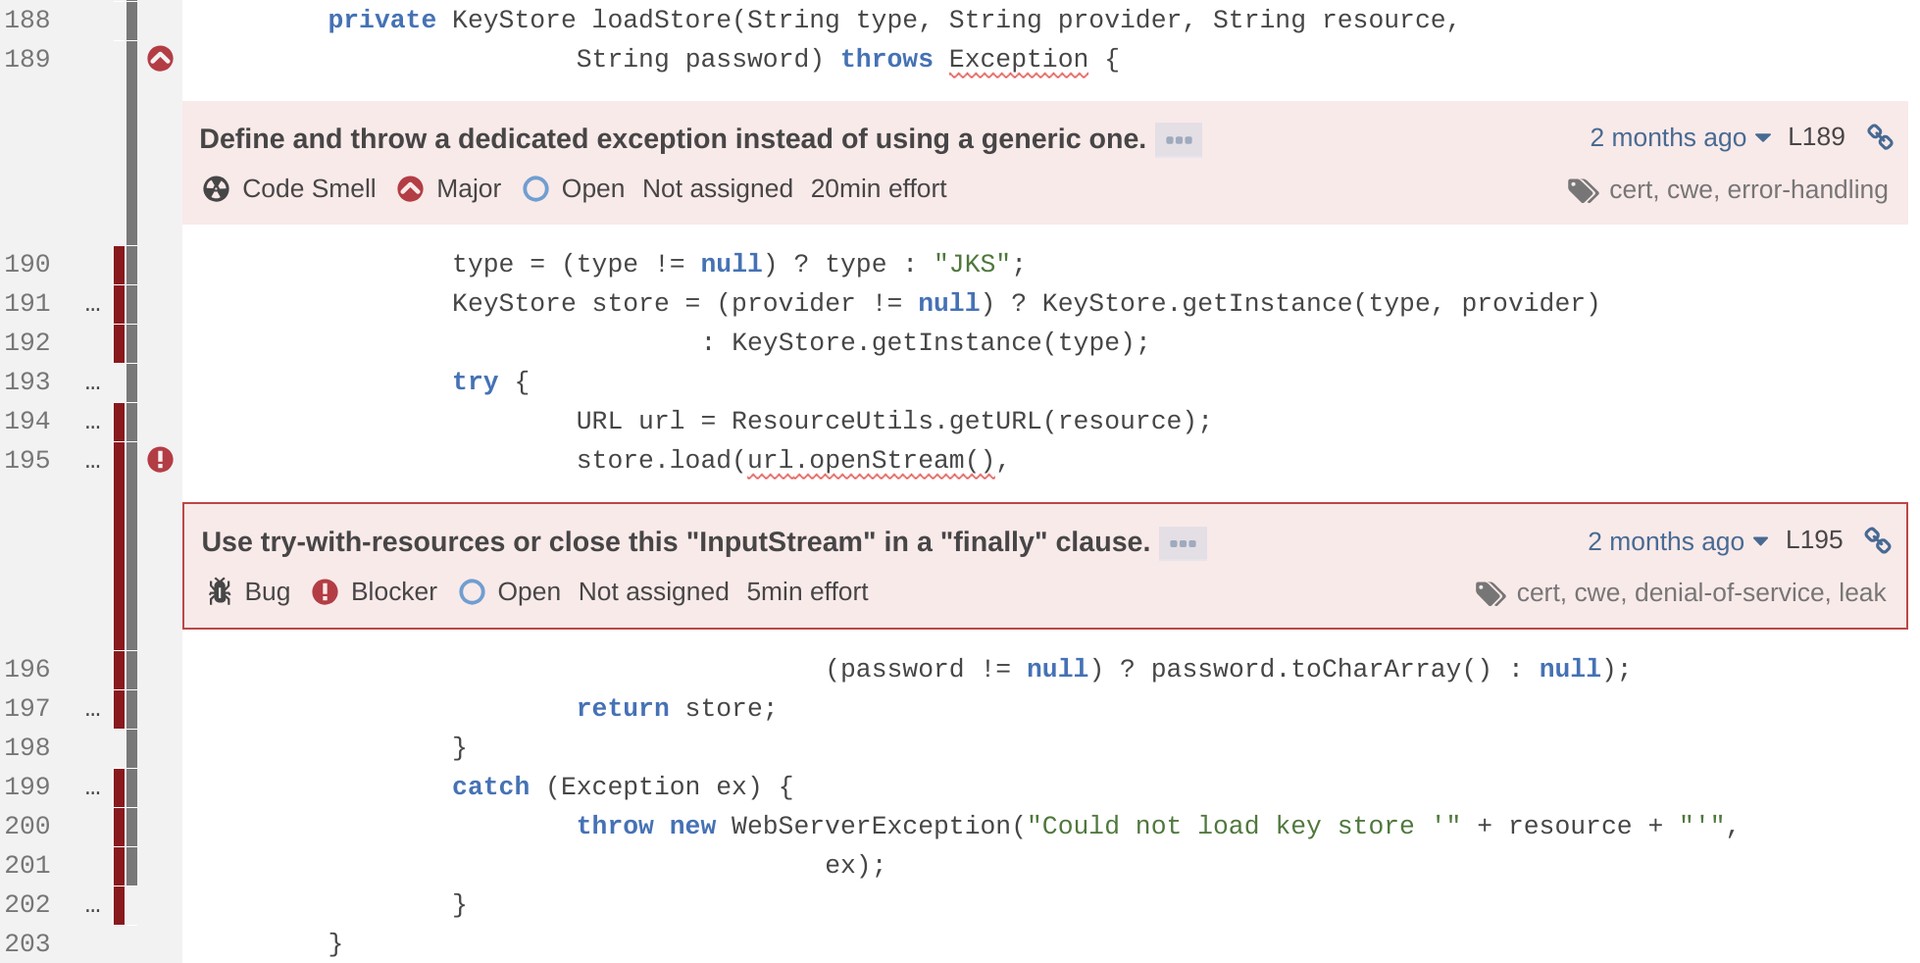 188 private KeyStore loadStore(String type, String provider, String resource,
189 String password) throws Exception {
Define and throw a dedicated exception instead of using a generic one. ... 2 months ago L189
Code Smell Major Open Not assigned 20min effort cert, cwe, error-handling
190 type = (type != null) ? type : "JKS";
191 … KeyStore store = (provider != null) ? KeyStore.getInstance(type, provider)
192 : KeyStore.getInstance(type);
193 … try {
194 … URL url = ResourceUtils.getURL(resource);
195 … store.load(url.openStream(),
Use try-with-resources or close this "InputStream" in a "finally" clause. ... 2 months ago L195
Bug Blocker Open Not assigned 5min effort cert, cwe, denial-of-service, leak
196 (password != null) ? password.toCharArray() : null);
197 … return store;
198 }
199 … catch (Exception ex) {
200 throw new WebServerException("Could not load key store '" + resource + "'",
201 ex);
202 … }
203 }